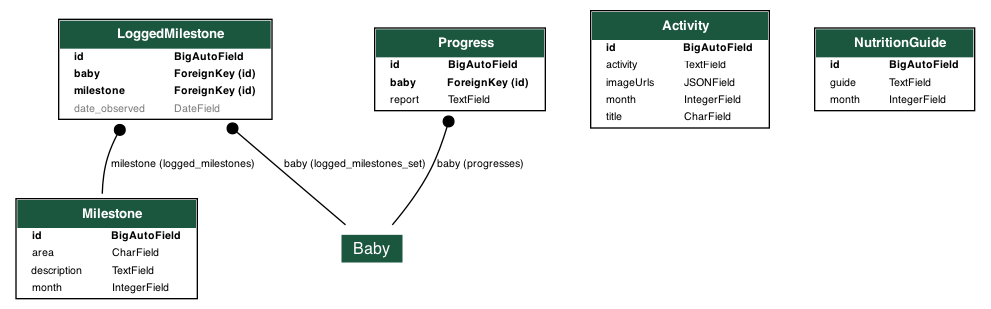 LoggedMilestone
id BigAutoField
baby ForeignKey (id)
milestone ForeignKey (id)
date_observed DateField
Progress
id BigAutoField
baby ForeignKey (id)
report TextField
Activity
id BigAutoField
activity TextField
imageUrls JSONField
month IntegerField
title CharField
NutritionGuide
id BigAutoField
guide TextField
month IntegerField
milestone (logged_milestones)
baby (logged_milestones_set)
baby (progresses)
Milestone
id BigAutoField
area CharField
description TextField
month IntegerField
Baby